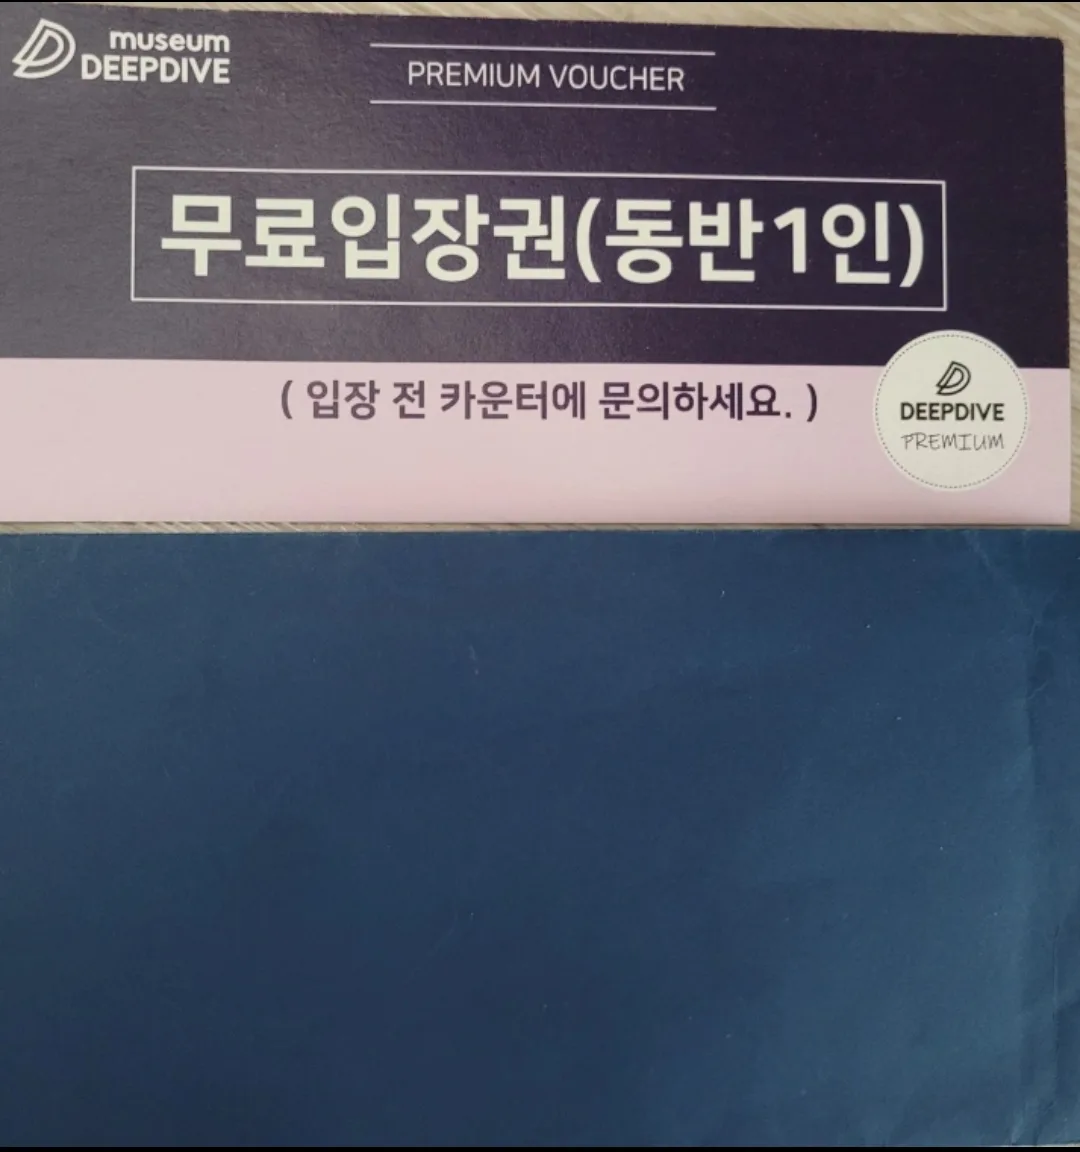 museum
DEEPDIVE
PREMIUM VOUCHER
무료입장권(동반1인)
( 입장 전 카운터에 문의하세요. )
DEEPDIVE
PREMIUM